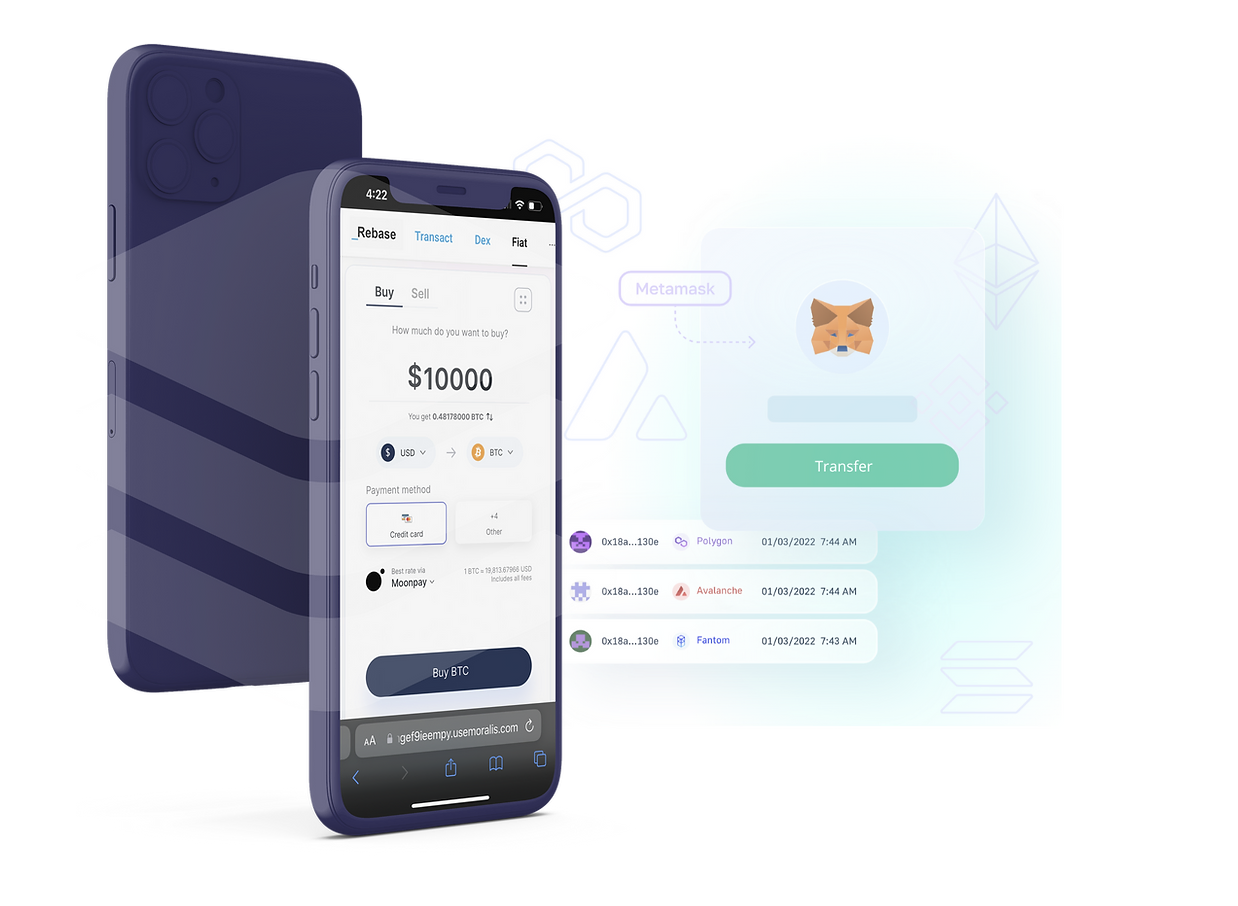 4:22
_Rebase Transact Dex Fiat ...
Buy Sell
How much do you want to buy?
$10000
You get 0.48178000 BTC
USD BTC
Payment method
Credit card
+4
Other
Best rate via
Moonpay
1 BTC = 19,813.67966 USD
Includes all fees
Buy BTC
AA gef9ieempy.usemoralis.com
Metamask
Transfer
0x18a...130e Polygon 01/03/2022 7:44 AM
0x18a...130e Avalanche 01/03/2022 7:44 AM
0x18a...130e Fantom 01/03/2022 7:43 AM